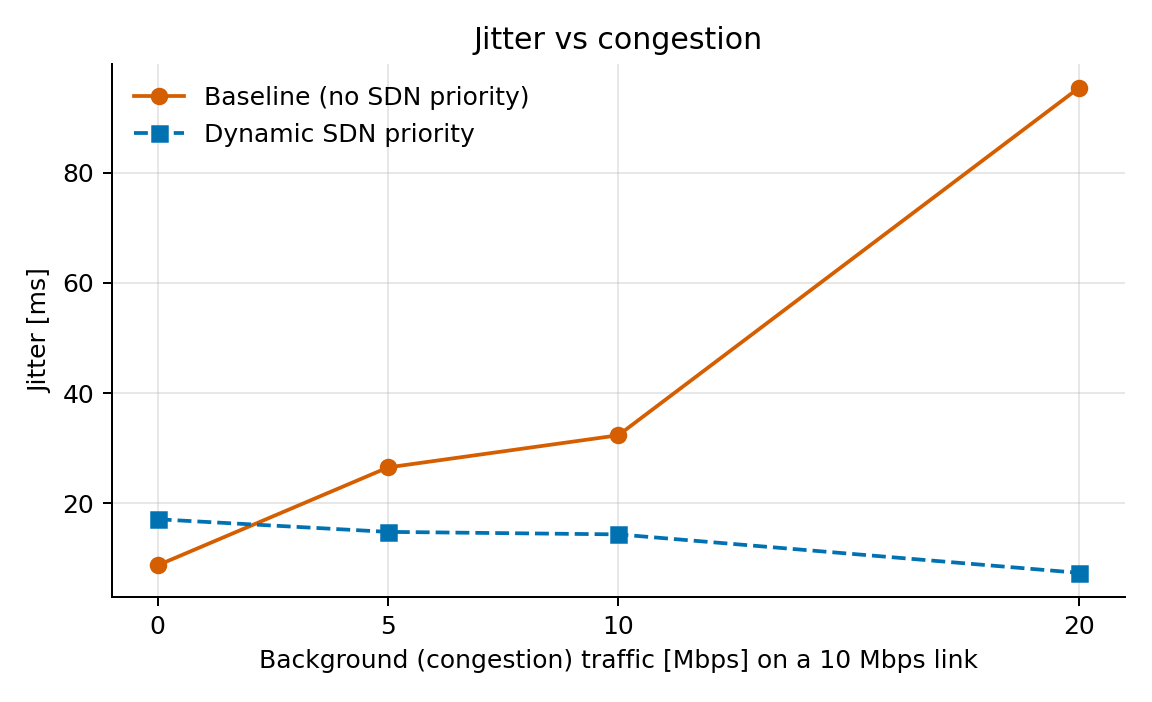 Jitter vs congestion
Baseline (no SDN priority)
Dynamic SDN priority
Jitter [ms]
80
60
40
20
0 5 10 20
Background (congestion) traffic [Mbps] on a 10 Mbps link